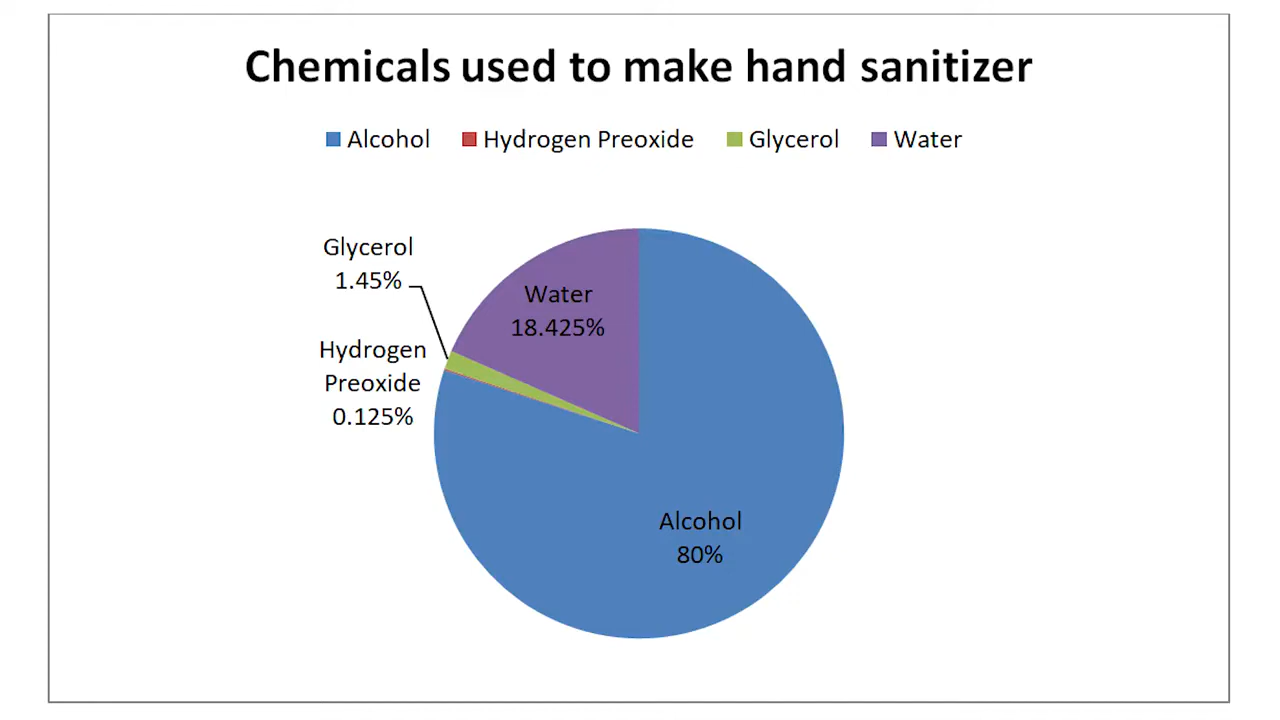 Chemicals used to make hand sanitizer
Alcohol Hydrogen Preoxide Glycerol Water
Glycerol
1.45%
Water
18.425%
Hydrogen
Preoxide
0.125%
Alcohol
80%